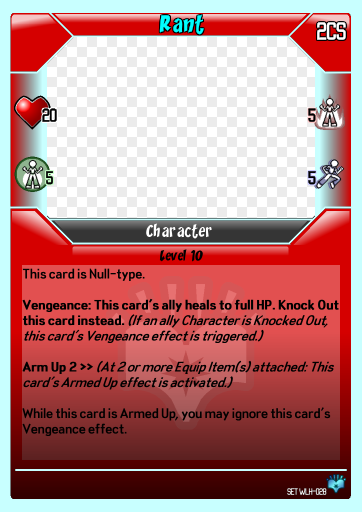 Rant
2CS
20
5
5
5
Character
Level 10
This card is Null-type.
Vengeance: This card's ally heals to full HP. Knock Out
this card instead. (If an ally Character is Knocked Out,
this card's Vengeance effect is triggered.)
Arm Up 2 >> (At 2 or more Equip Item(s) attached: This
card's Armed Up effect is activated.)
While this card is Armed Up, you may ignore this card's
Vengeance effect.
SET WLH-028